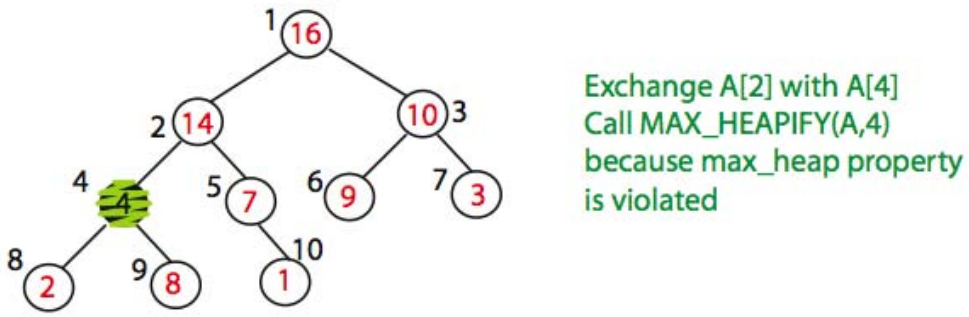 1 16
2 14 10 3
4 4 5 7 6 9 7 3
8 2 9 8 10 1
Exchange A[2] with A[4]
Call MAX_HEAPIFY(A,4)
because max_heap property
is violated